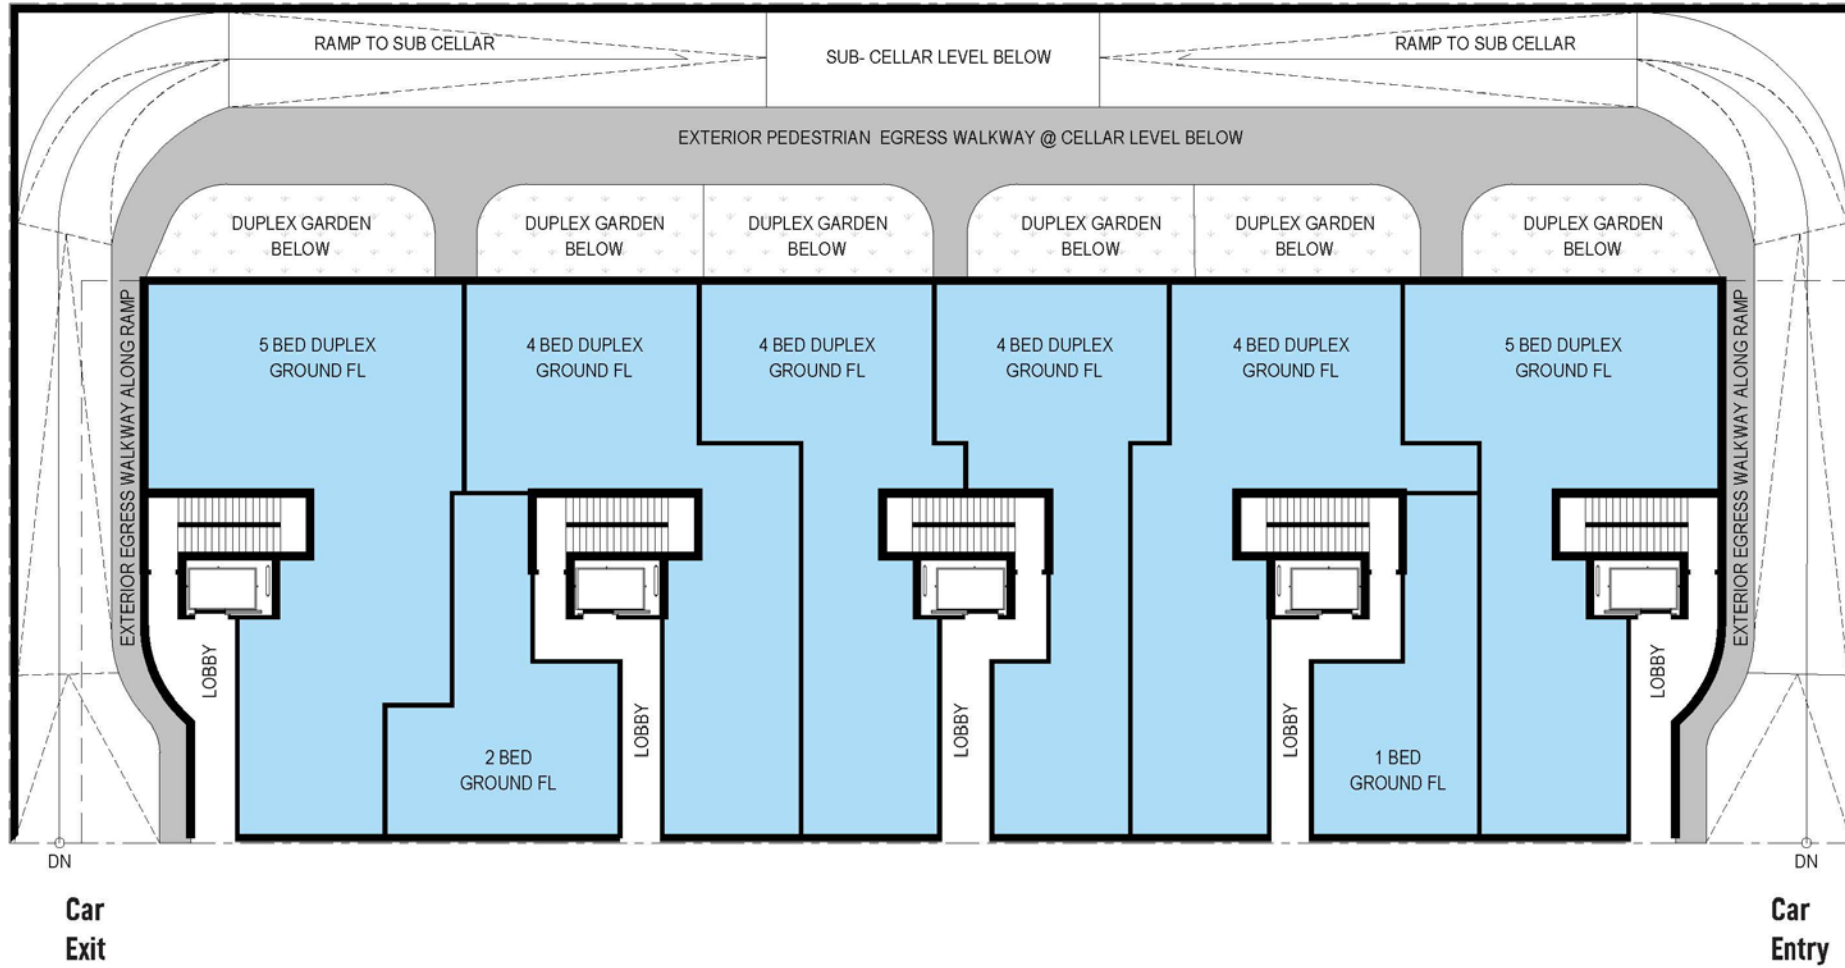 RAMP TO SUB CELLAR
SUB- CELLAR LEVEL BELOW
RAMP TO SUB CELLAR
EXTERIOR PEDESTRIAN EGRESS WALKWAY @ CELLAR LEVEL BELOW
DUPLEX GARDEN
BELOW
DUPLEX GARDEN
BELOW
DUPLEX GARDEN
BELOW
DUPLEX GARDEN
BELOW
DUPLEX GARDEN
BELOW
DUPLEX GARDEN
BELOW
EXTERIOR EGRESS WALKWAY ALONG RAMP
5 BED DUPLEX
GROUND FL
4 BED DUPLEX
GROUND FL
4 BED DUPLEX
GROUND FL
4 BED DUPLEX
GROUND FL
4 BED DUPLEX
GROUND FL
5 BED DUPLEX
GROUND FL
EXTERIOR EGRESS WALKWAY ALONG RAMP
LOBBY
2 BED
GROUND FL
LOBBY
LOBBY
LOBBY
1 BED
GROUND FL
LOBBY
DN
DN
Car
Exit
Car
Entry